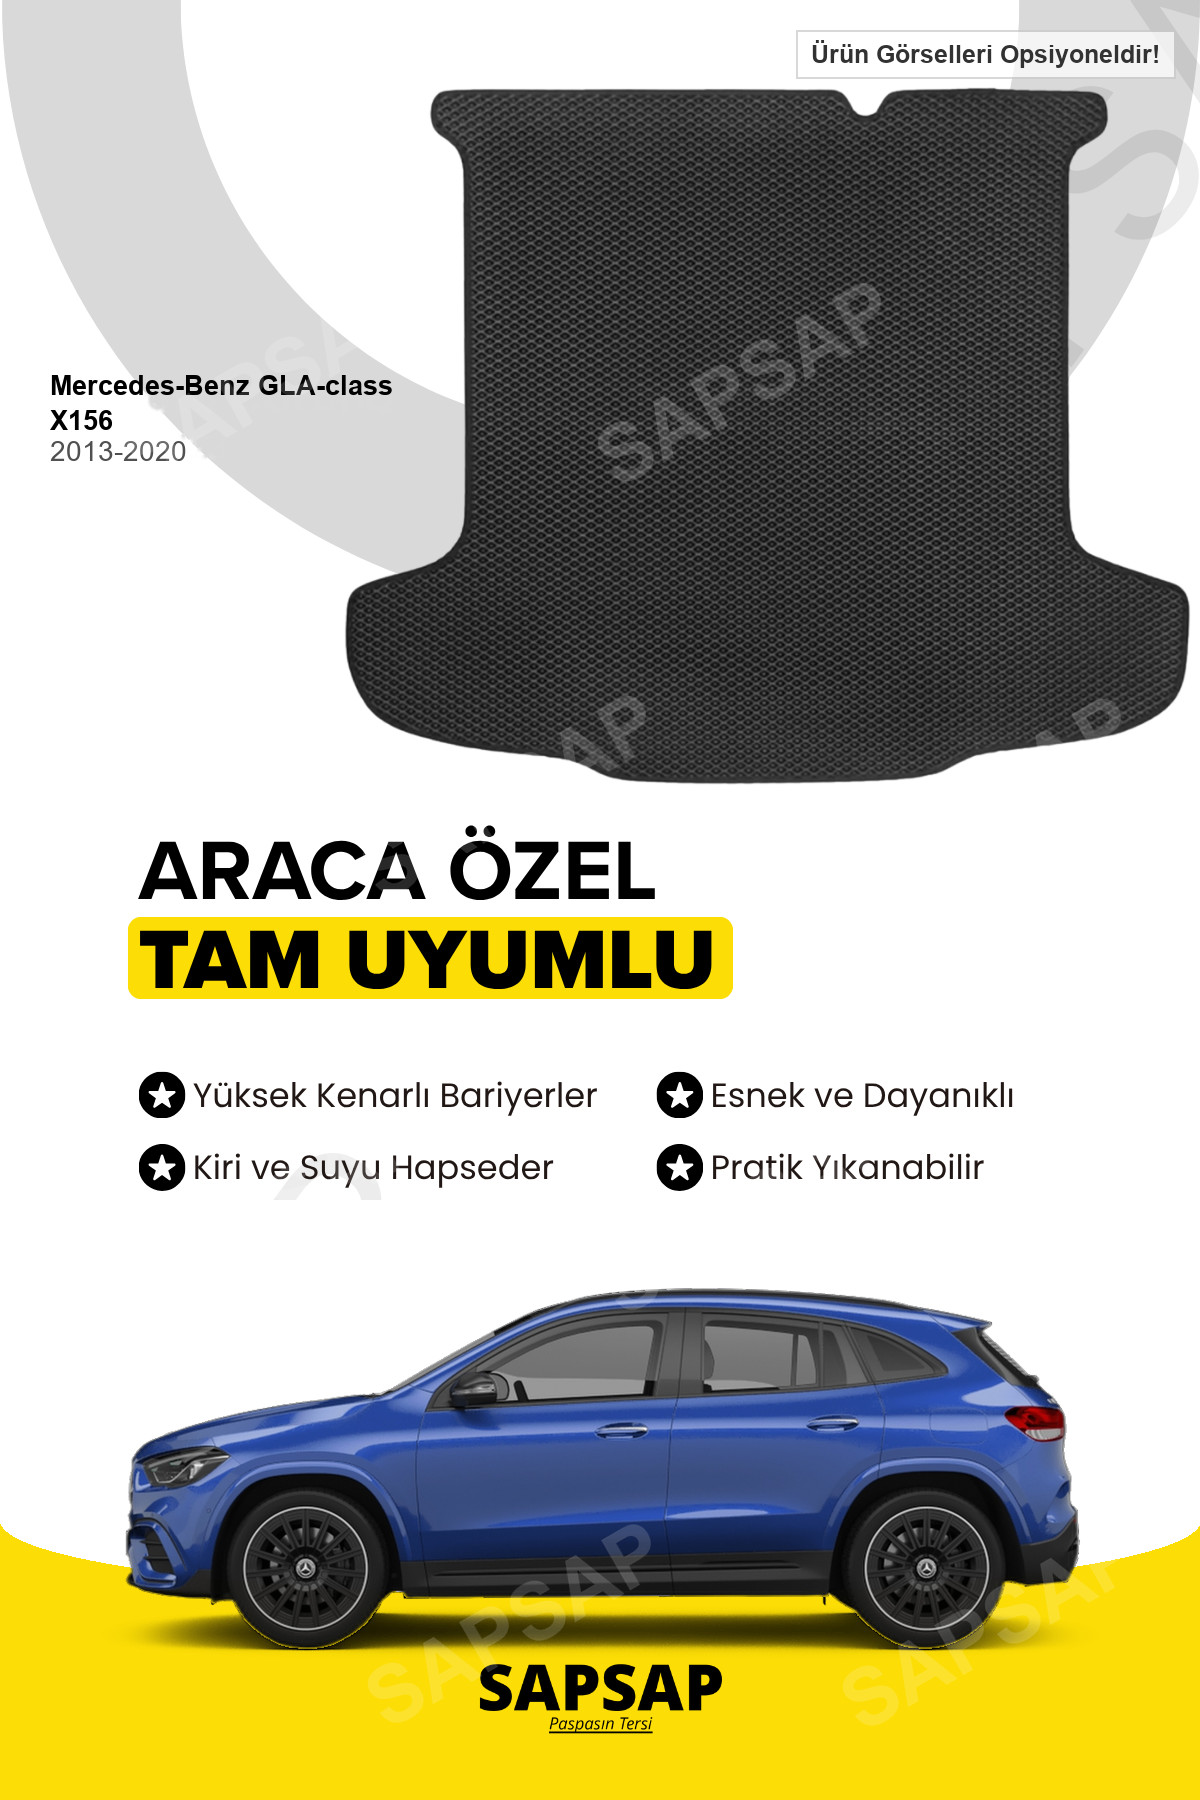 Ürün Görselleri Opsiyoneldir!
Mercedes-Benz GLA-class
X156
2013-2020
SAPSAP
ARACA ÖZEL
TAM UYUMLU
Yüksek Kenarlı Bariyerler
Esnek ve Dayanıklı
Kiri ve Suyu Hapseder
Pratik Yıkanabilir
SAPSAP
Paspasın Tersi